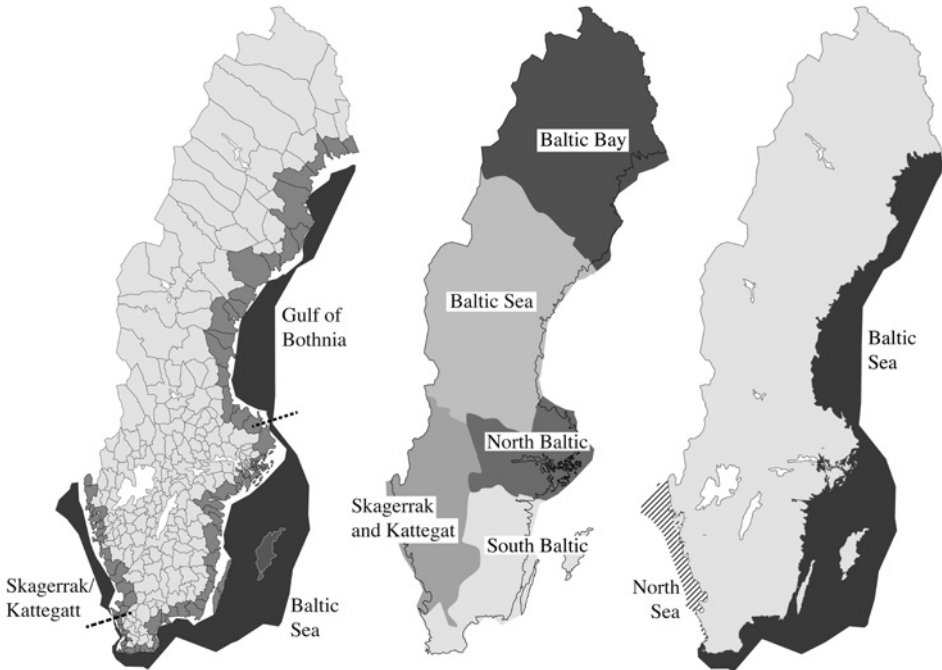 Gulf of
Bothnia
Skagerrak/
Kattegatt
Baltic
Sea
Baltic Bay
Baltic Sea
North Baltic
Skagerrak
and Kattegat
South Baltic
Baltic
Sea
North
Sea